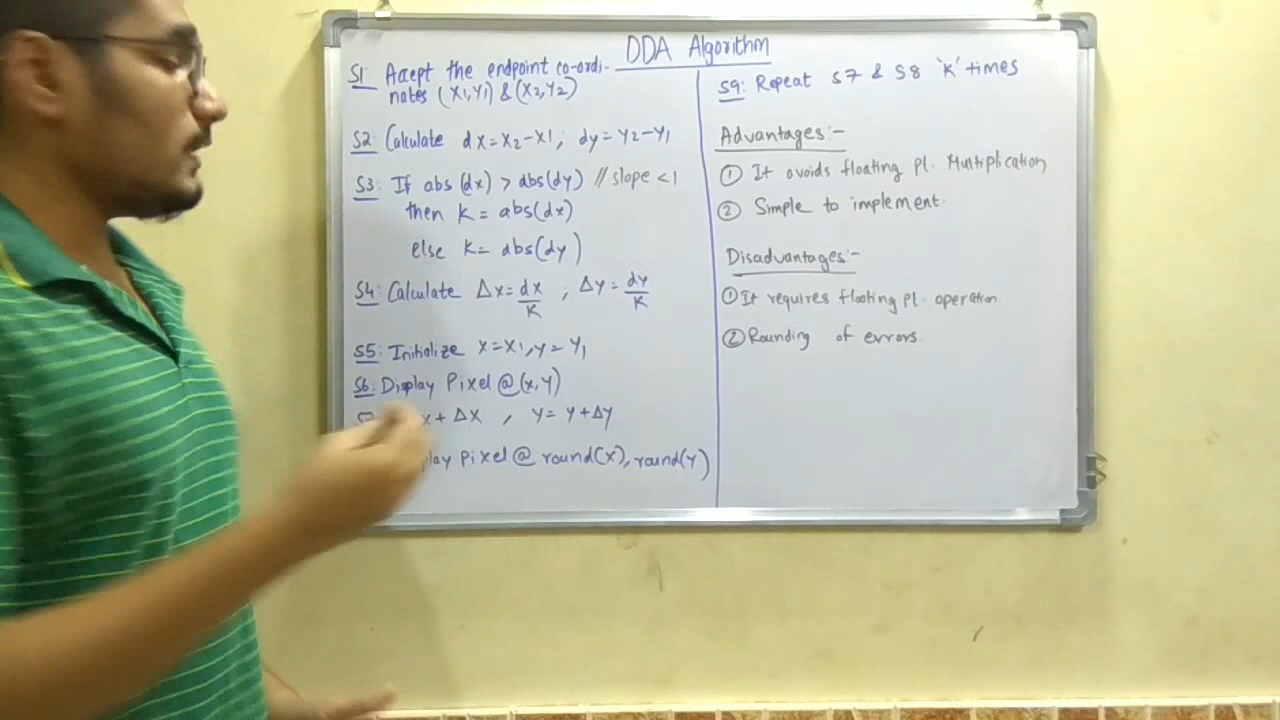 DDA Algorithm
S1: Accept the endpoint co-ordi-
nates (X1,Y1) & (X2,Y2)
S2: Calculate dx=X2-X1; dy=Y2-Y1
S3: If abs(dx) > abs(dy) //slope <1
then K = abs(dx)
else K= abs(dy)
S4: Calculate Δx=dx/K ; Δy=dy/K
S5: Initialize X=X1, y=Y1
S6: Display Pixel @(x,y)
x+ Δx , y= y+Δy
play Pixel @ round(x), round(y)
S9: Repeat S7 & S8 'K' times
Advantages:-
① It avoids floating pt. Multiplication
② Simple to implement.
Disadvantages:-
① It requires floating pt. operation.
② Rounding of errors.